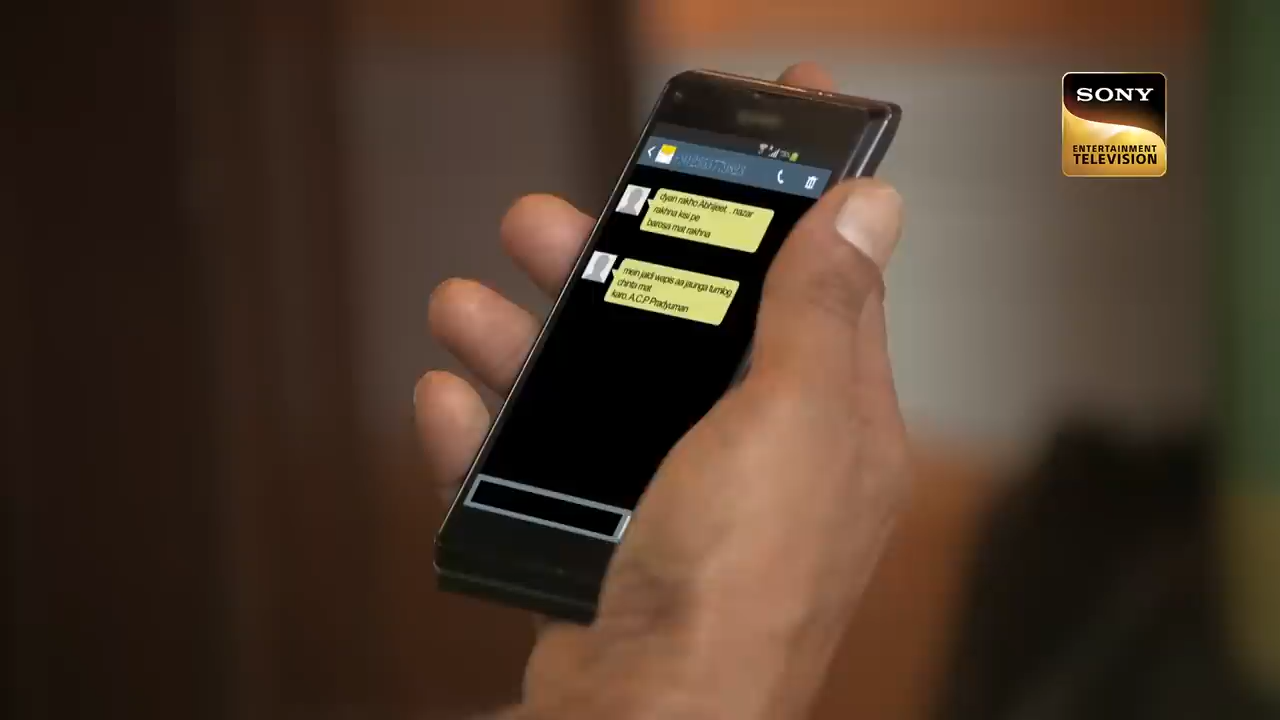 SONY
ENTERTAINMENT
TELEVISION
dyan rakho Abhijeet.. nazar
rakhna kisi pe
barosa mat rakhna
mein jaldi wapis aa jaunga tumlog
chinta mat
karo. A.C.P Pradyuman